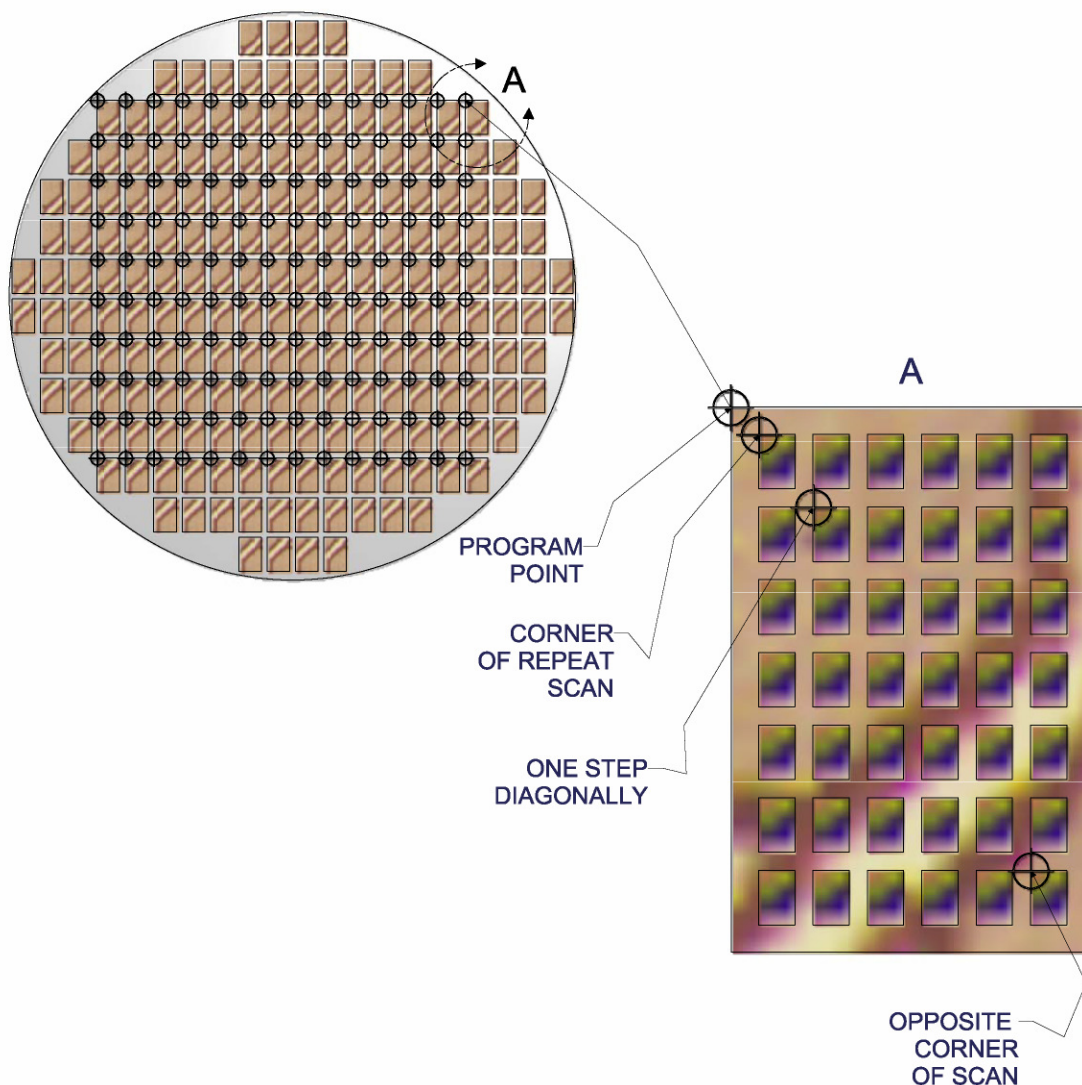 A
A
PROGRAM
POINT
CORNER
OF REPEAT
SCAN
ONE STEP
DIAGONALLY
OPPOSITE
CORNER
OF SCAN